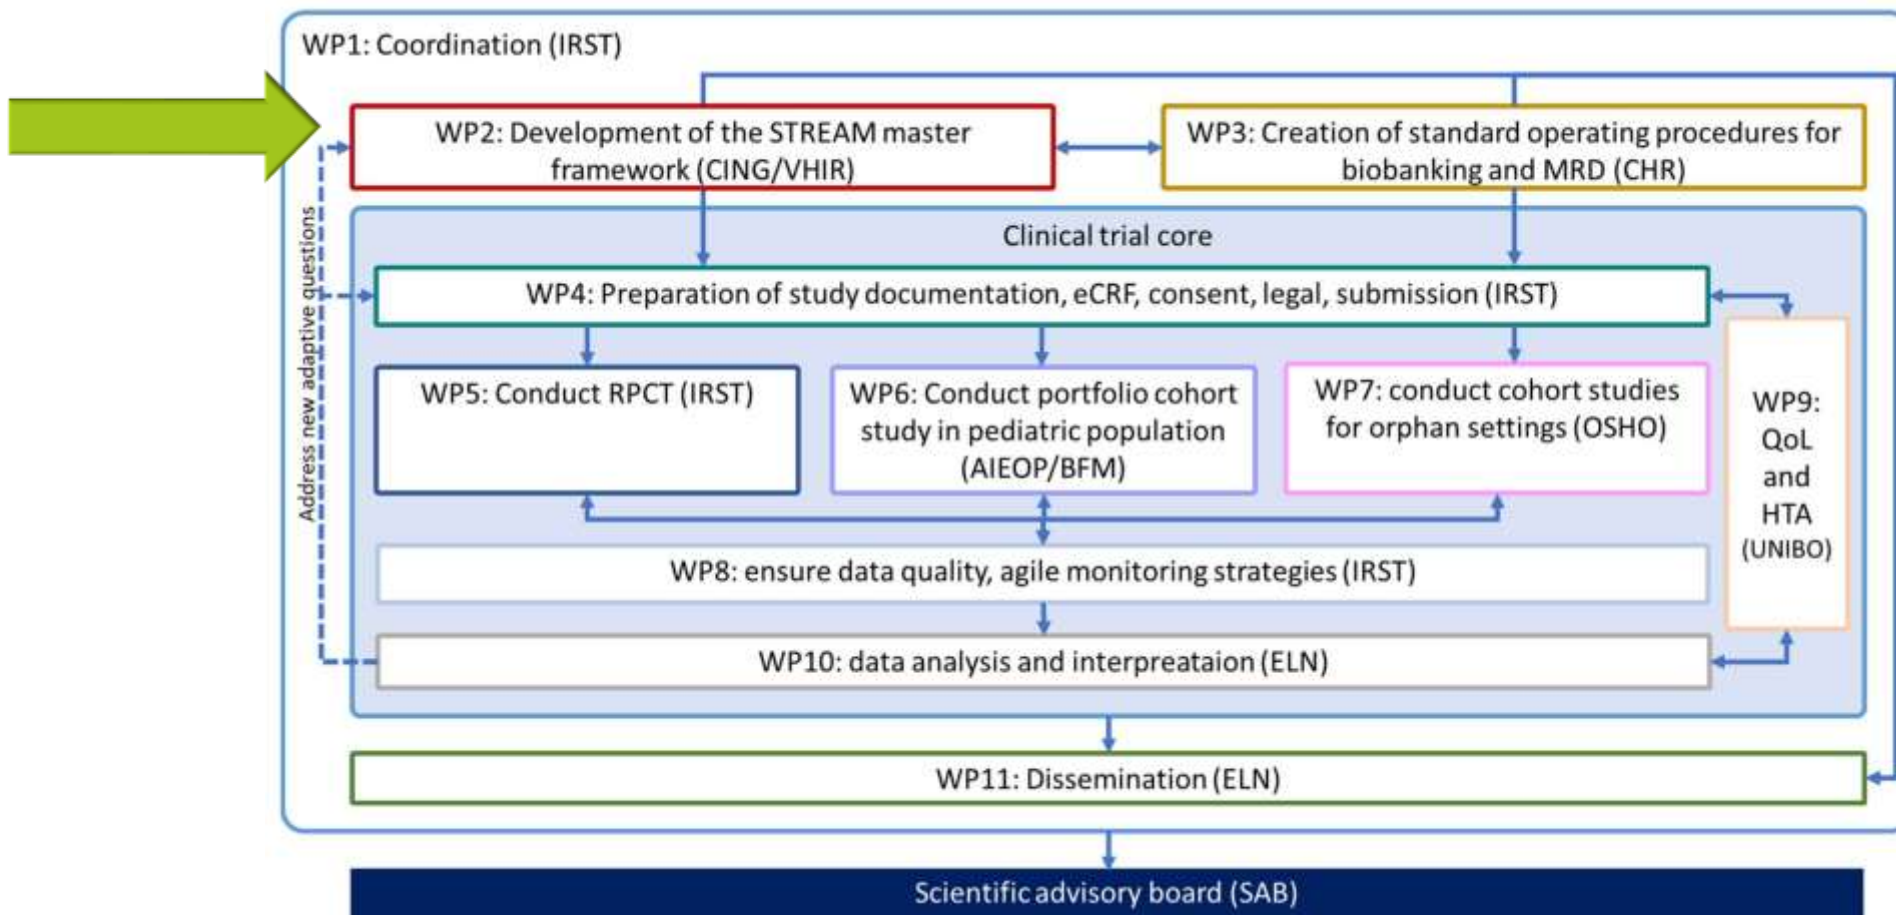 WP1: Coordination (IRST)
WP2: Development of the STREAM master
framework (CING/VHIR)
WP3: Creation of standard operating procedures for
biobanking and MRD (CHR)
Address new adaptive questions
Clinical trial core
WP4: Preparation of study documentation, eCRF, consent, legal, submission (IRST)
WP5: Conduct RPCT (IRST)
WP6: Conduct portfolio cohort
study in pediatric population
(AIEOP/BFM)
WP7: conduct cohort studies
for orphan settings (OSHO)
WP9:
QoL
and
HTA
(UNIBO)
WP8: ensure data quality, agile monitoring strategies (IRST)
WP10: data analysis and interpreataion (ELN)
WP11: Dissemination (ELN)
Scientific advisory board (SAB)